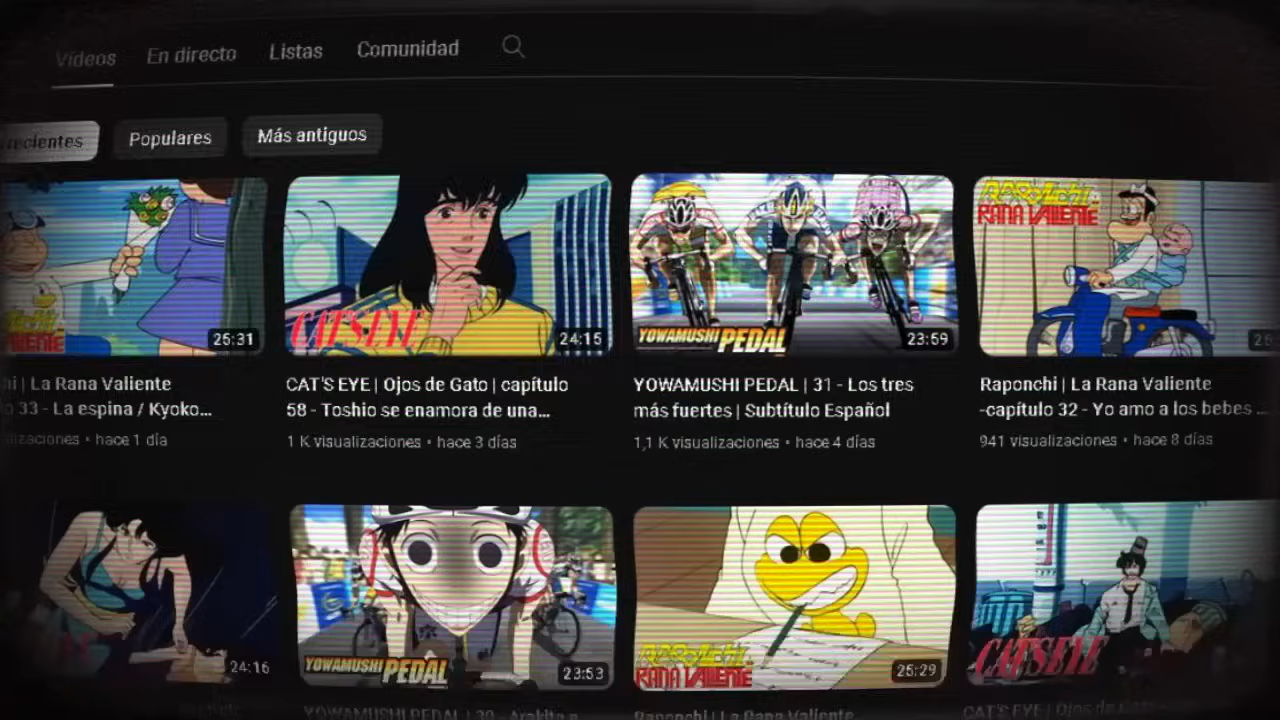 Vídeos
En directo
Listas
Comunidad
recientes
Populares
Más antiguos
25:31
CAT'S EYE
24:15
YOWAMUSHI PEDAL
23:59
RANA VALIENTE
La Rana Valiente
33 - La espina / Kyoko...
hace 1 día
CAT'S EYE | Ojos de Gato | capítulo
58 - Toshio se enamora de una...
1 K visualizaciones • hace 3 días
YOWAMUSHI PEDAL | 31 - Los tres
más fuertes | Subtítulo Español
1,1 K visualizaciones • hace 4 días
Raponchi | La Rana Valiente
-capítulo 32 - Yo amo a los bebes ...
941 visualizaciones • hace 8 días
24:16
YOWAMUSHI PEDAL
23:53
RANA VALIENTE
25:29
CAT'S EYE